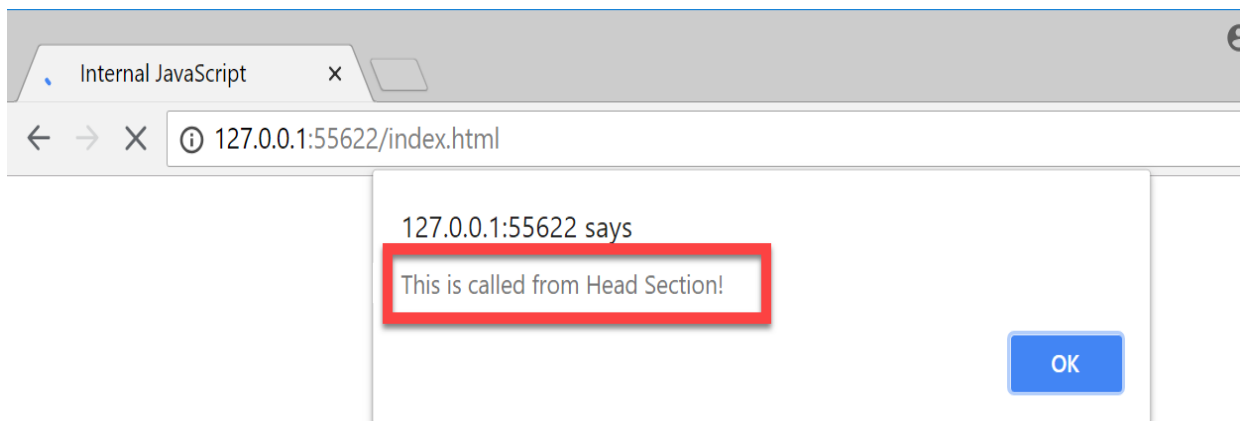 Internal JavaScript
127.0.0.1:55622/index.html
127.0.0.1:55622 says
This is called from Head Section!
OK